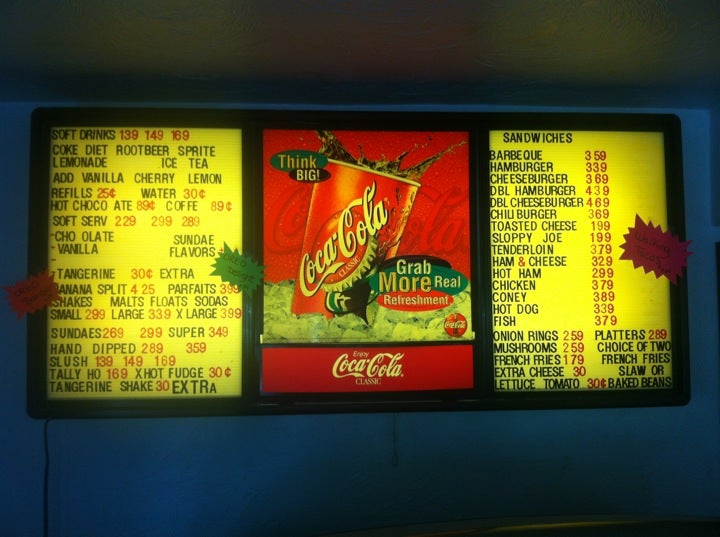 SOFT DRINKS 139 149 169
COKE DIET ROOTBEER SPRITE
LEMONADE ICE TEA
ADD VANILLA CHERRY LEMON
REFILLS 25¢ WATER 30¢
HOT CHOCO ATE 89¢ COFFE 89¢
SOFT SERV 229 299 289
-CHO OLATE SUNDAE
-VANILLA FLAVORS
-TANGERINE 30¢ EXTRA
BANANA SPLIT 4 25 PARFAITS 399
SHAKES MALTS FLOATS SODAS
SMALL 299 LARGE 339 X LARGE 399
SUNDAES 269 299 SUPER 349
HAND DIPPED 289 359
SLUSH 139 149 169
TALLY HO 169 XHOT FUDGE 30¢
TANGERINE SHAKE 30 EXTRa
Think
BIG!
Coca-Cola
CLASSIC
Grab
More Real
Refreshment
Coca-Cola
Enjoy
Coca-Cola
CLASSIC
SANDWICHES
BARBEQUE 359
HAMBURGER 339
CHEESEBURGER 369
DBL HAMBURGER 439
DBL CHEESEBURGER 469
CHILIBURGER 369
TOASTED CHEESE 199
SLOPPY JOE 199
TENDERLOIN 379
HAM & CHEESE 329
HOT HAM 299
CHICKEN 379
CONEY 389
HOT DOG 339
FISH 379
ONION RINGS 259 PLATTERS 289
MUSHROOMS 259 CHOICE OF TWO
FRENCH FRIES 179 FRENCH FRIES
EXTRA CHEESE 30 SLAW OR
LETTUCE TOMATO 30¢ BAKED BEANS